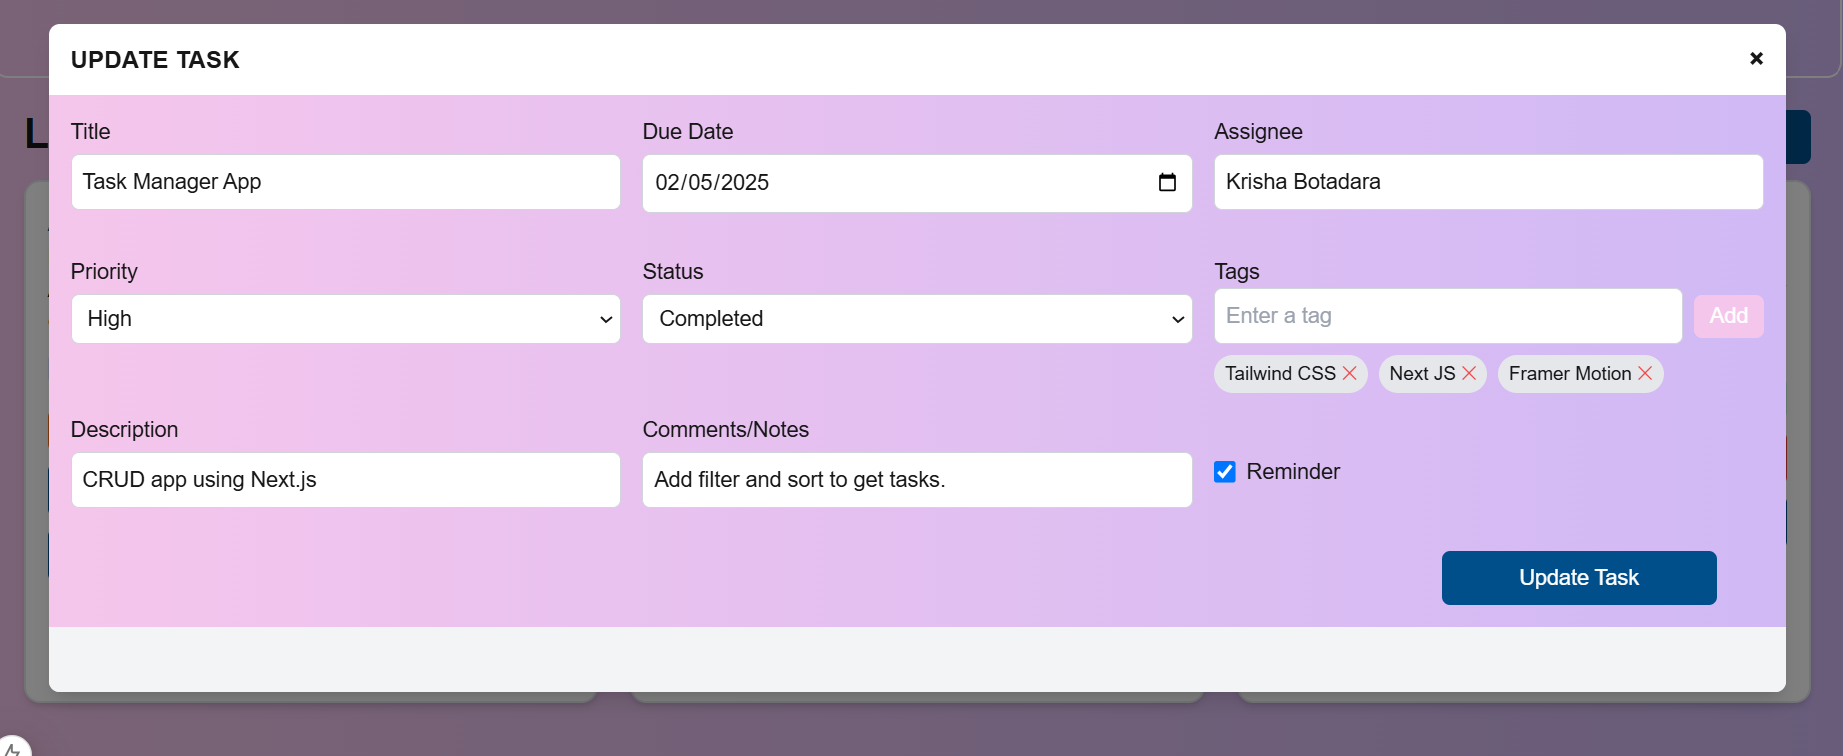 UPDATE TASK ×
Title
Due Date
Assignee
Task Manager App
02/05/2025
Krisha Botadara
Priority
Status
Tags
High
Completed
Enter a tag
Add
Tailwind CSS
Next JS
Framer Motion
Description
Comments/Notes
CRUD app using Next.js
Add filter and sort to get tasks.
Reminder
Update Task